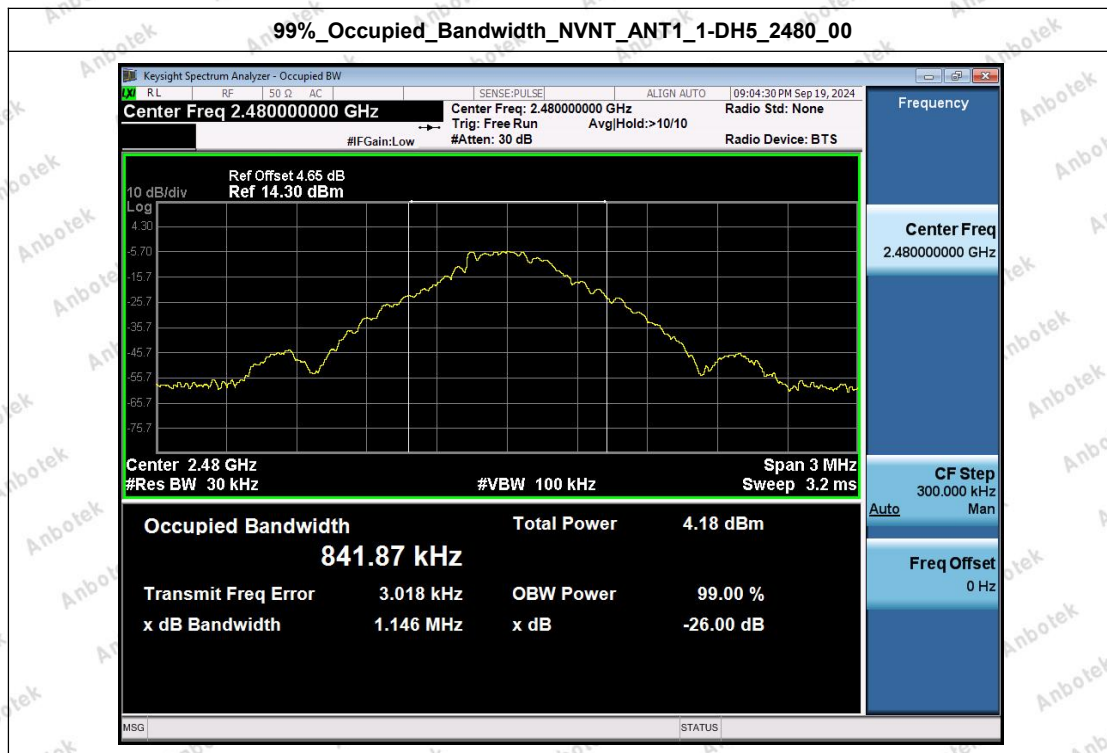 99%_Occupied_Bandwidth_NVNT_ANT1_1-DH5_2480_00
Keysight Spectrum Analyzer - Occupied BW
LXI RL RF 50 Ω AC SENSE:PULSE ALIGN AUTO 09:04:30 PM Sep 19, 2024
Center Freq 2.480000000 GHz
Center Freq: 2.480000000 GHz Radio Std: None
Trig: Free Run Avg|Hold:>10/10
#IFGain:Low #Atten: 30 dB Radio Device: BTS
Ref Offset 4.65 dB
10 dB/div Ref 14.30 dBm
Log
4.30
-5.70
-15.7
-25.7
-35.7
-45.7
-55.7
-65.7
-75.7
Center 2.48 GHz Span 3 MHz
#Res BW 30 kHz #VBW 100 kHz Sweep 3.2 ms
Occupied Bandwidth Total Power 4.18 dBm
841.87 kHz
Transmit Freq Error 3.018 kHz OBW Power 99.00 %
x dB Bandwidth 1.146 MHz x dB -26.00 dB
MSG STATUS
Frequency
Center Freq
2.480000000 GHz
CF Step
300.000 kHz
Auto Man
Freq Offset
0 Hz
Anbotek